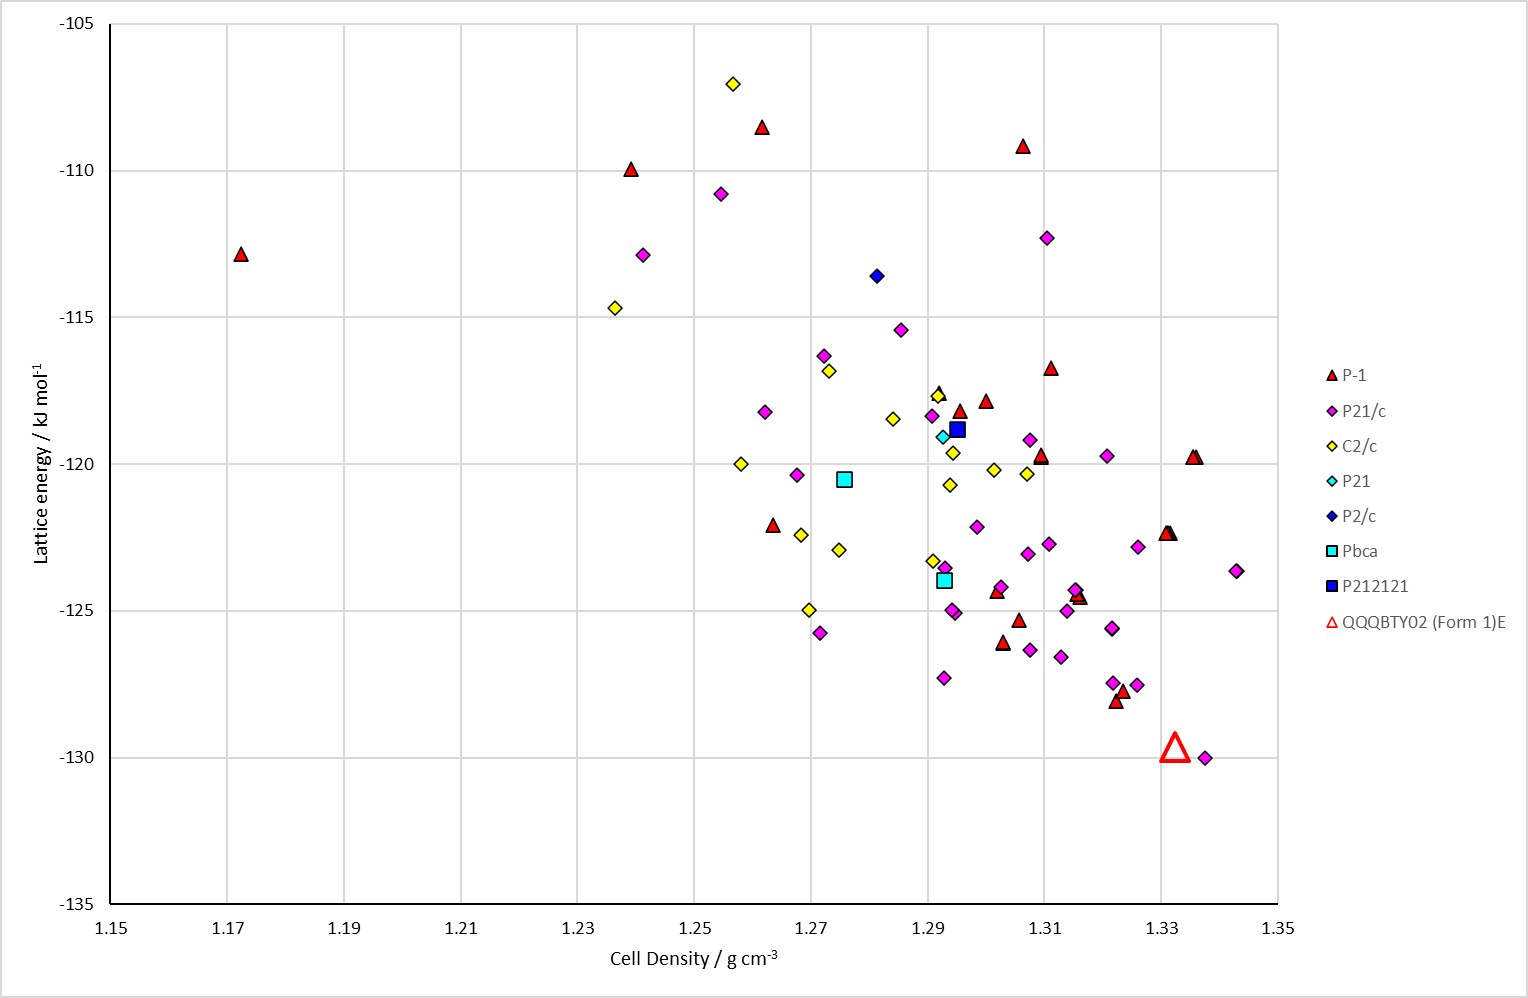 -105
-110
-115
-120
-125
-130
-135
Lattice energy / kJ mol-1
1.15 1.17 1.19 1.21 1.23 1.25 1.27 1.29 1.31 1.33 1.35
Cell Density / g cm-3
P-1
P21/c
C2/c
P21
P2/c
Pbca
P212121
QQQBTY02 (Form 1)E